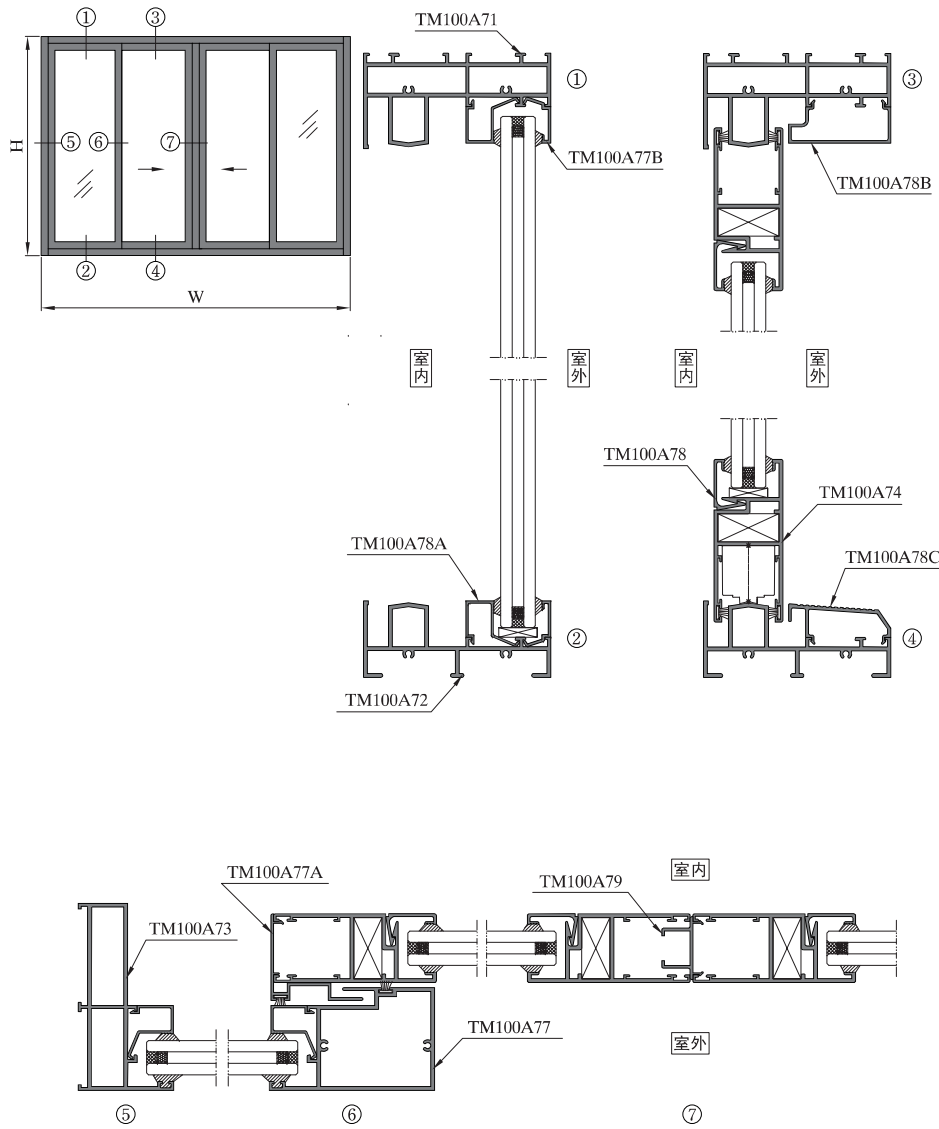 ①
③
⑤
⑥
⑦
H
②
④
W
TM100A71
①
TM100A77B
室内
室外
TM100A78A
②
TM100A72
③
TM100A78B
室内
室外
TM100A78
TM100A74
TM100A78C
④
TM100A77A
TM100A73
TM100A77
TM100A79
室内
室外
⑤
⑥
⑦